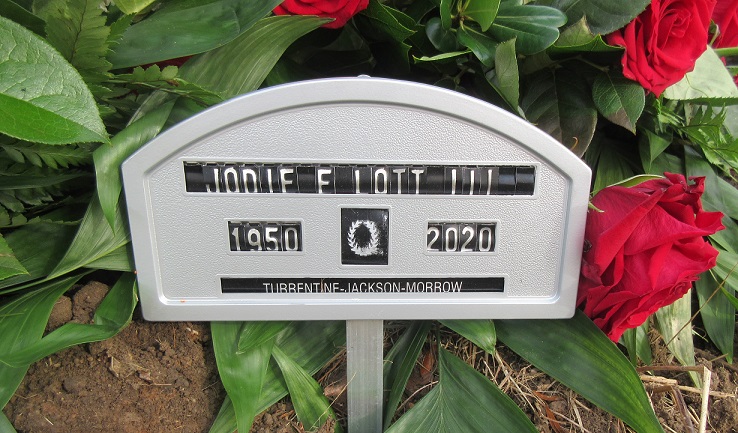 JODIE F LOTT III
1950 2020
TURRENTINE-JACKSON-MORROW